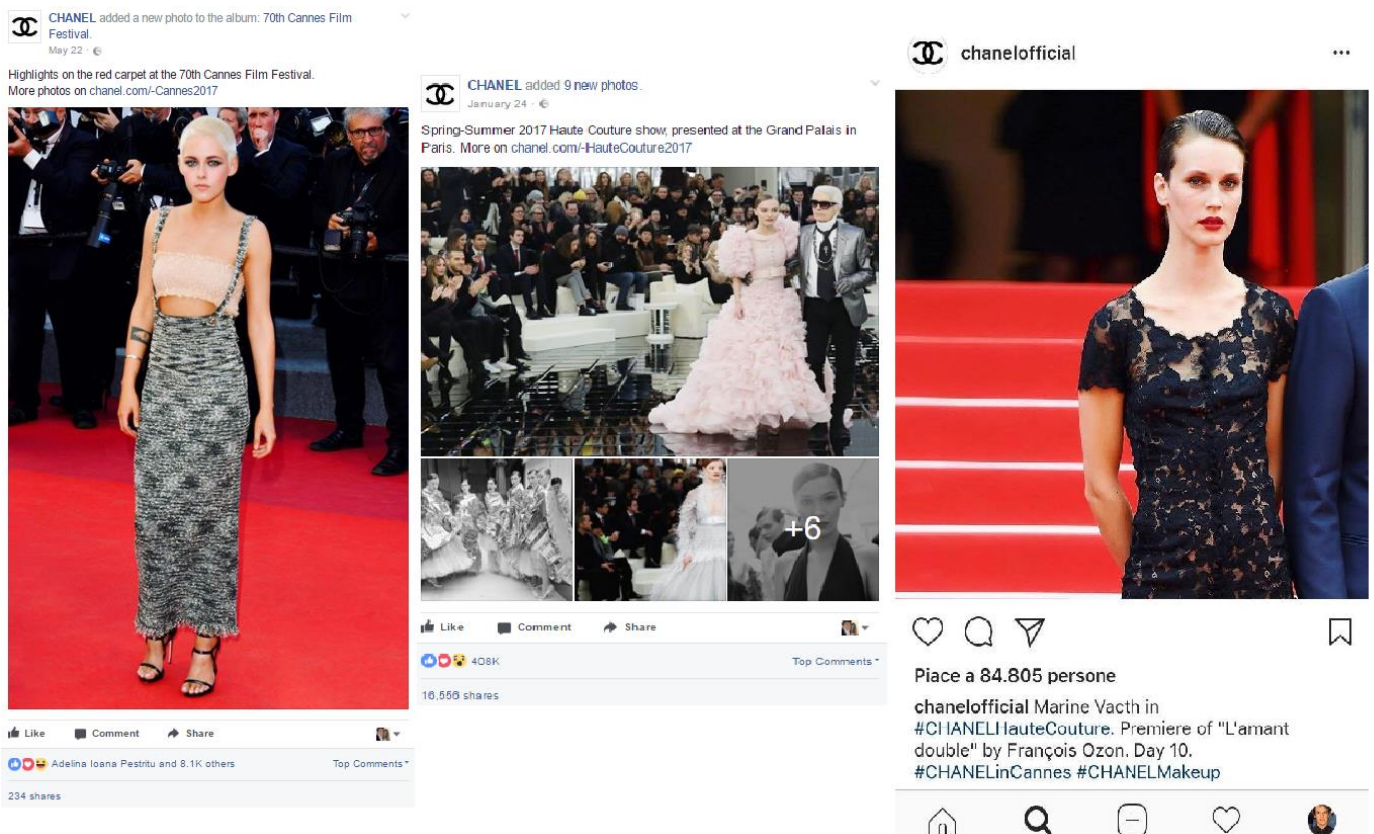 CHANEL added a new photo to the album: 70th Cannes Film
Festival.
May 22 ·
Highlights on the red carpet at the 70th Cannes Film Festival.
More photos on chanel.com/-Cannes2017
Like Comment Share
Adelina Ioana Pestritu and 8.1K others Top Comments
234 shares
CHANEL added 9 new photos.
January 24 ·
Spring-Summer 2017 Haute Couture show, presented at the Grand Palais in
Paris. More on chanel.com/-HauteCouture2017
+6
Like Comment Share
408K Top Comments
16,556 shares
chanelofficial
Piace a 84.805 persone
chanelofficial Marine Vacth in
#CHANELHauteCouture. Premiere of "L'amant
double" by François Ozon. Day 10.
#CHANELinCannes #CHANELMakeup